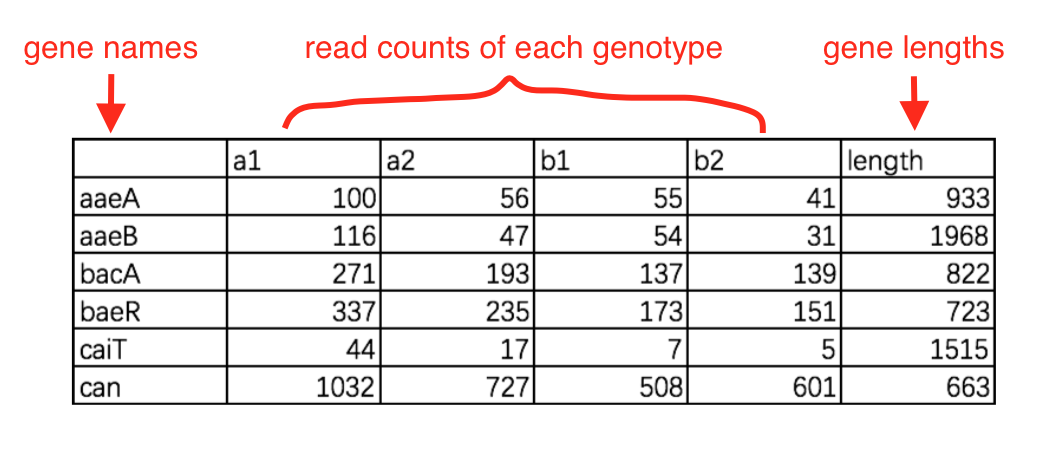 gene names read counts of each genotype gene lengths
a1 a2 b1 b2 length
aaeA 100 56 55 41 933
aaeB 116 47 54 31 1968
bacA 271 193 137 139 822
baeR 337 235 173 151 723
caiT 44 17 7 5 1515
can 1032 727 508 601 663